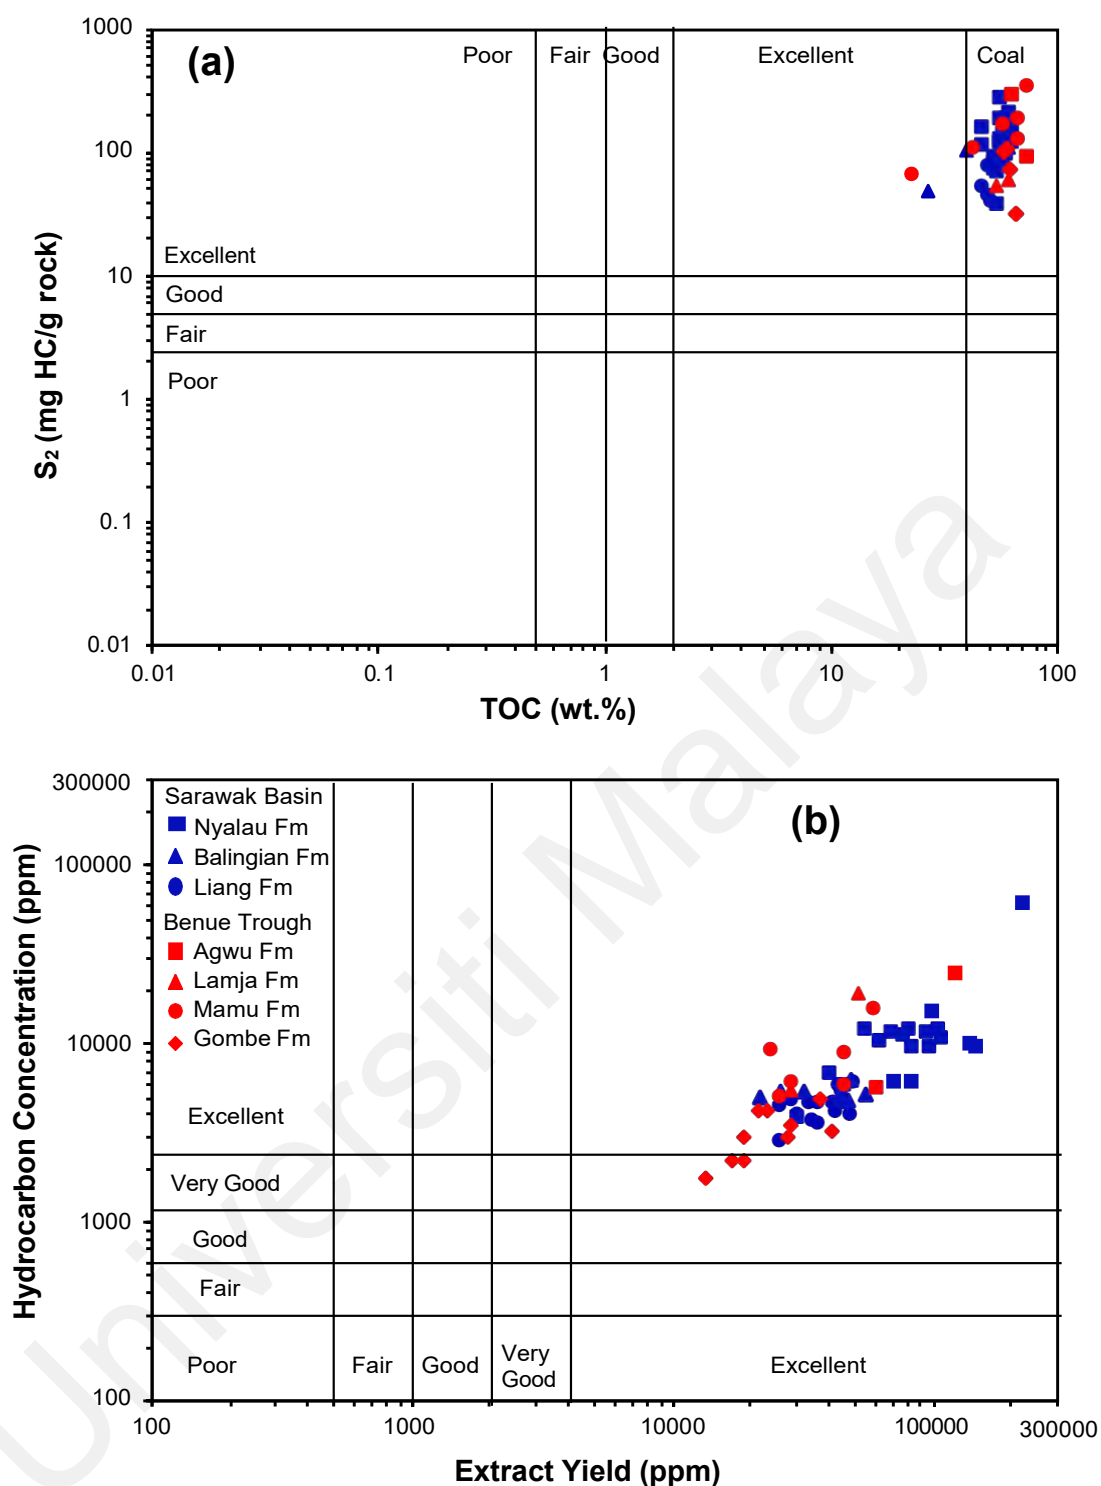 1000
(a)
Poor
Fair
Good
Excellent
Coal
100
Excellent
10
Good
Fair
Poor
1
0.1
0.01
S₂ (mg HC/g rock)
0.01
0.1
1
10
100
TOC (wt.%)
300000
Sarawak Basin
Nyalau Fm
Balingian Fm
Liang Fm
Benue Trough
Agwu Fm
Lamja Fm
Mamu Fm
Gombe Fm
(b)
100000
10000
Excellent
Very Good
1000
Good
Fair
Poor
Fair
Good
Very
Good
Excellent
100
Hydrocarbon Concentration (ppm)
100
1000
10000
100000
300000
Extract Yield (ppm)
Universiti Malaya